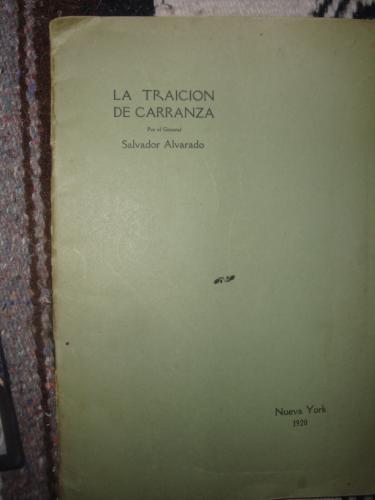 LA TRAICION
DE CARRANZA
Por el General
Salvador Alvarado
Nueva York
1920